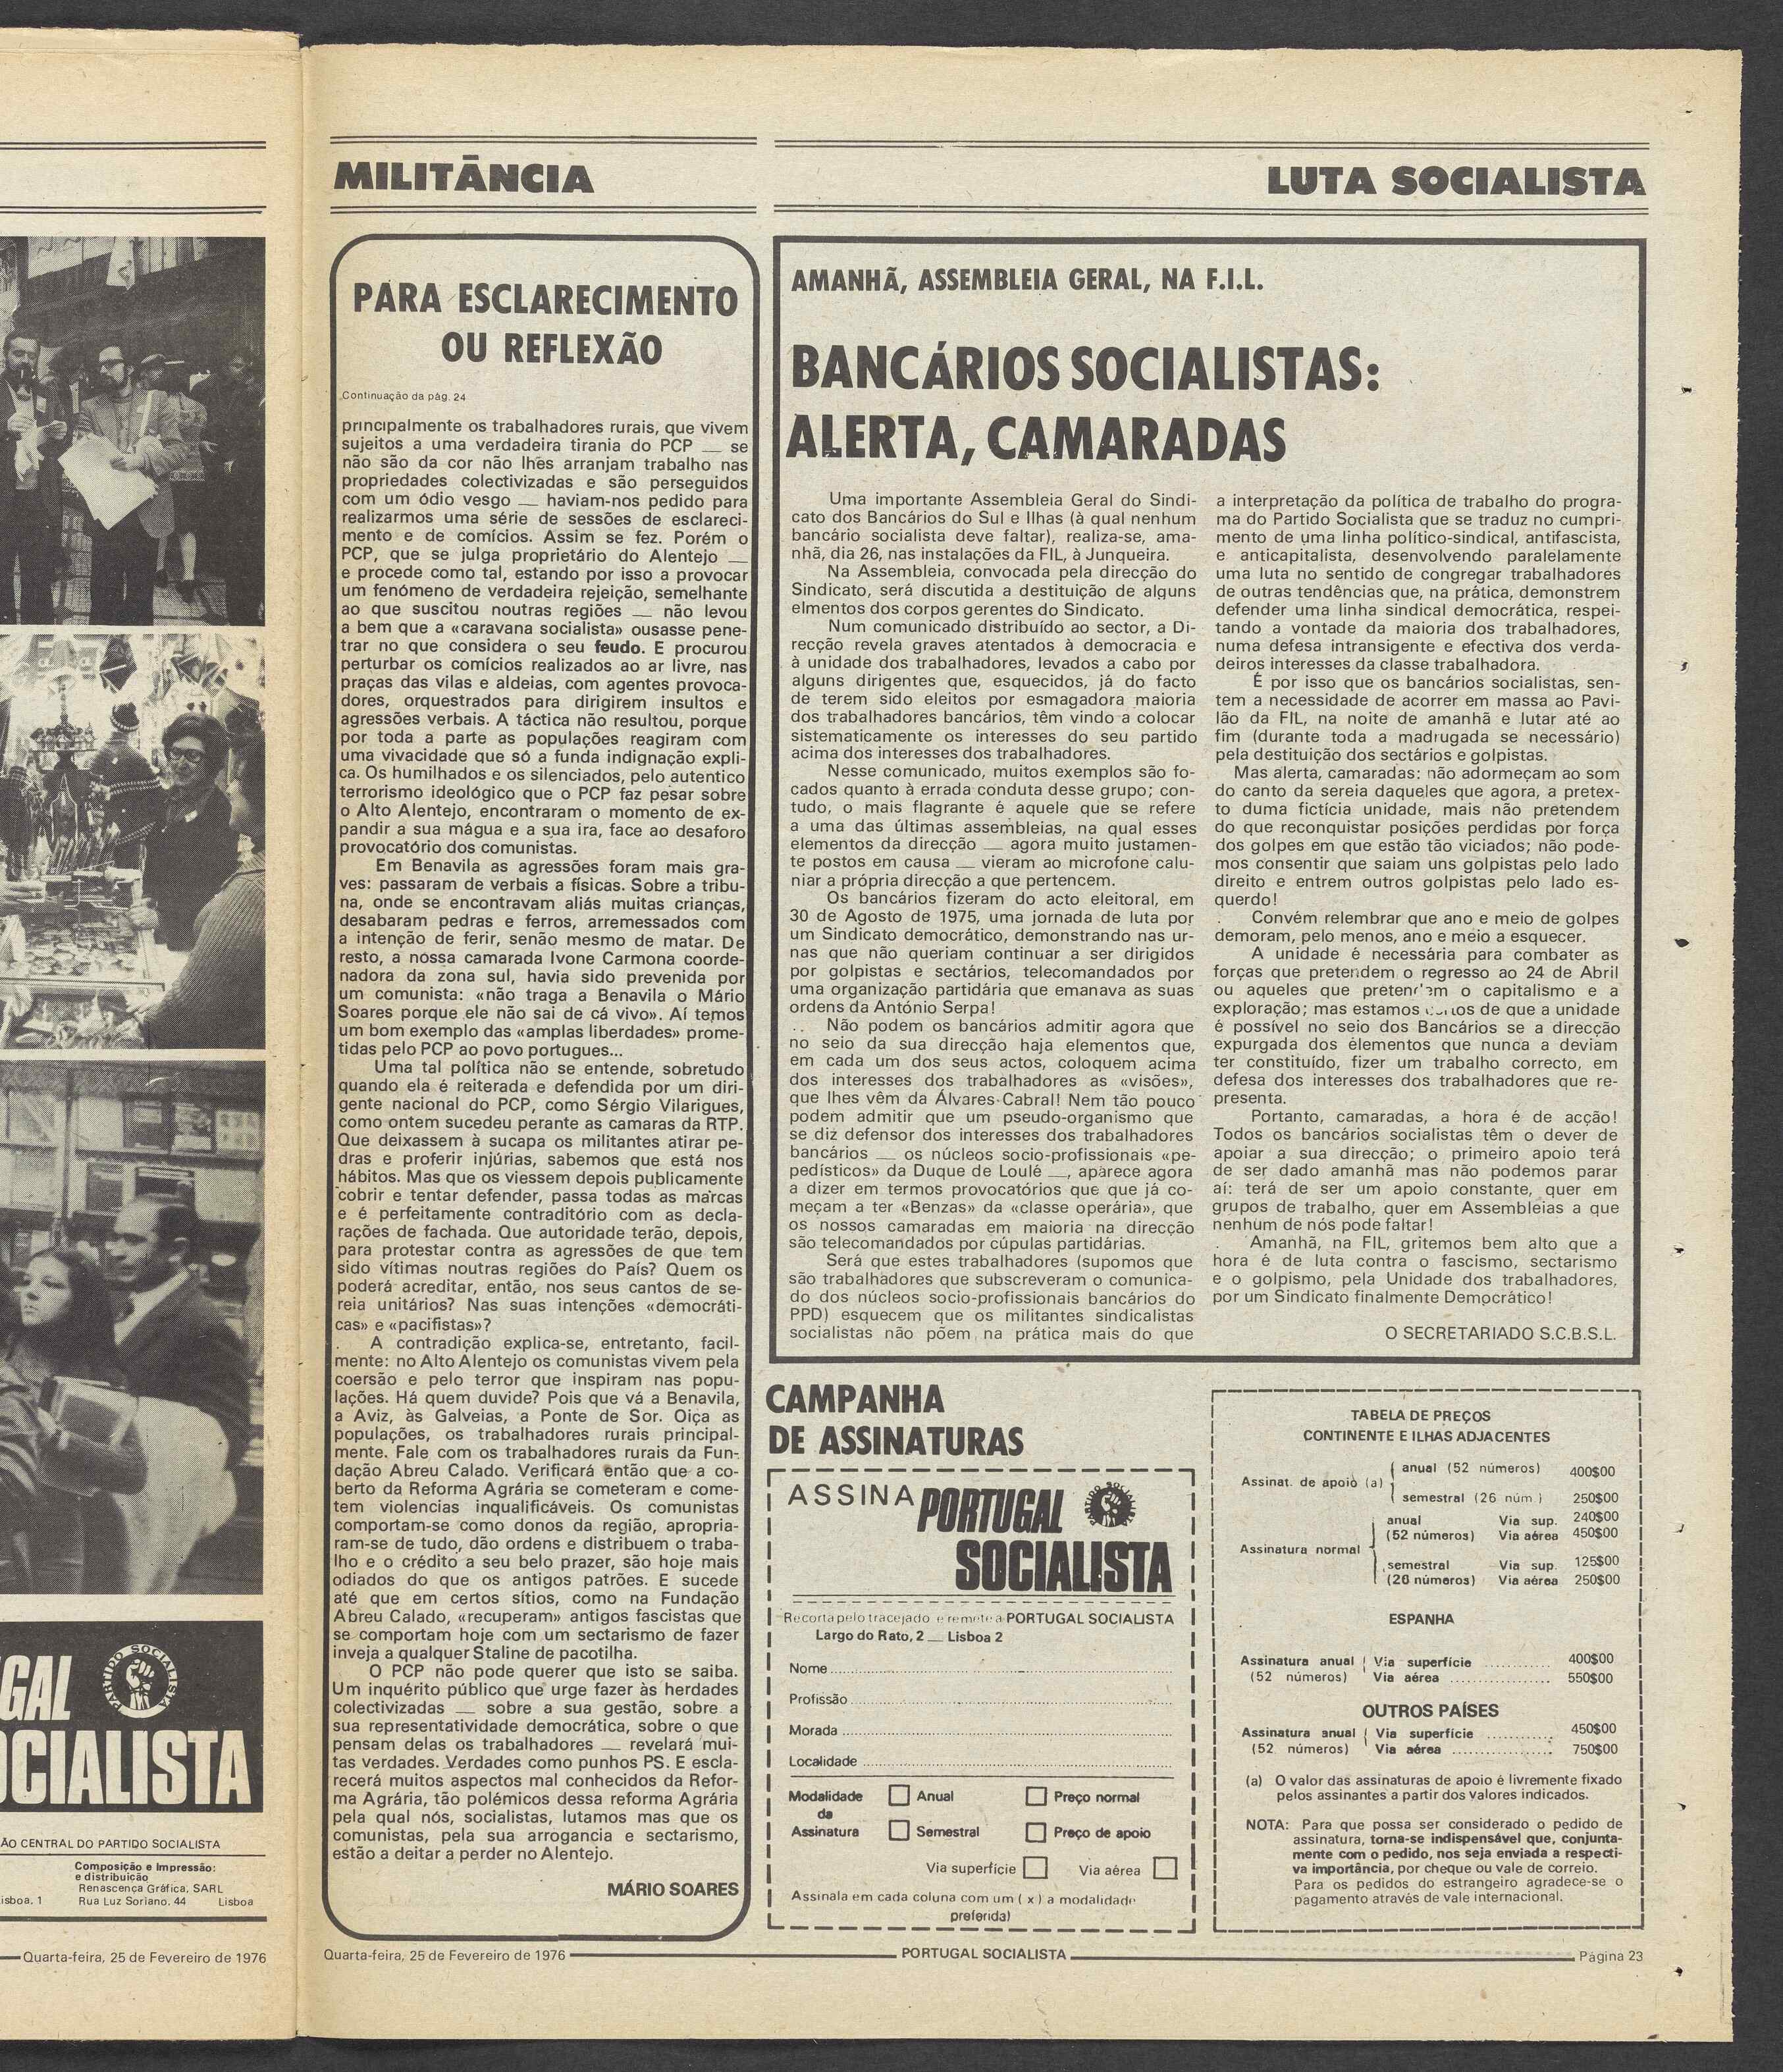 MILITÂNCIA
PARA ESCLARECIMENTO
OU REFLEXÃO
Continuação da pág. 24
principalmente os trabalhadores rurais, que vivem
sujeitos a uma verdadeira tirania do PCP — se
não são da cor não lhes arranjam trabalho nas
propriedades colectivizadas e são perseguidos
com um ódio vesgo — haviam-nos pedido para
realizarmos uma série de sessões de esclareci-
mento e de comícios. Assim se fez. Porém o
PCP, que se julga proprietário do Alentejo —
e procede como tal, estando por isso a provocar
um fenómeno de verdadeira rejeição, semelhante
ao que suscitou noutras regiões — não levou
a bem que a «caravana socialista» ousasse pene-
trar no que considera o seu feudo. E procurou
perturbar os comícios realizados ao ar livre, nas
praças das vilas e aldeias, com agentes provoca-
dores, orquestrados para dirigirem insultos e
agressões verbais. A táctica não resultou, porque
por toda a parte as populações reagiram com
uma vivacidade que só a funda indignação expli-
ca. Os humilhados e os silenciados, pelo autentico
terrorismo ideológico que o PCP faz pesar sobre
o Alto Alentejo, encontraram o momento de ex-
pandir a sua mágua e a sua ira, face ao desaforo
provocatório dos comunistas.
Em Benavila as agressões foram mais gra-
ves: passaram de verbais a físicas. Sobre a tribu-
na, onde se encontravam aliás muitas crianças,
desabaram pedras e ferros, arremessados com
a intenção de ferir, senão mesmo de matar. De
resto, a nossa camarada Ivone Carmona coorde-
nadora da zona sul, havia sido prevenida por
um comunista: «não traga a Benavila o Mário
Soares porque ele não sai de cá vivo». Aí temos
um bom exemplo das «amplas liberdades» prome-
tidas pelo PCP ao povo portugues...
Uma tal política não se entende, sobretudo
quando ela é reiterada e defendida por um diri-
gente nacional do PCP, como Sérgio Vilarigues,
como ontem sucedeu perante as camaras da RTP.
Que deixassem à sucapa os militantes atirar pe-
dras e proferir injúrias, sabemos que está nos
hábitos. Mas que os viessem depois publicamente
cobrir e tentar defender, passa todas as marcas
e é perfeitamente contraditório com as decla-
rações de fachada. Que autoridade terão, depois,
para protestar contra as agressões de que tem
sido vítimas noutras regiões do País? Quem os
poderá acreditar, então, nos seus cantos de se-
reia unitários? Nas suas intenções «democráti-
cas» e «pacifistas»?
A contradição explica-se, entretanto, facil-
mente: no Alto Alentejo os comunistas vivem pela
coersão e pelo terror que inspiram nas popu-
lações. Há quem duvide? Pois que vá a Benavila,
a Aviz, às Galveias, a Ponte de Sor. Oiça as
populações, os trabalhadores rurais principal-
mente. Fale com os trabalhadores rurais da Fun-
dação Abreu Calado. Verificará então que a co-
berto da Reforma Agrária se cometeram e come-
tem violencias inqualificáveis. Os comunistas
comportam-se como donos da região, apropria-
ram-se de tudo, dão ordens e distribuem o traba-
lho e o crédito a seu belo prazer, são hoje mais
odiados do que os antigos patrões. E sucede
até que em certos sítios, como na Fundação
Abreu Calado, «recuperam» antigos fascistas que
se comportam hoje com um sectarismo de fazer
inveja a qualquer Staline de pacotilha.
O PCP não pode querer que isto se saiba.
Um inquérito público que urge fazer às herdades
colectivizadas — sobre a sua gestão, sobre a
sua representatividade democrática, sobre o que
pensam delas os trabalhadores — revelará mui-
tas verdades. Verdades como punhos PS. E escla-
recerá muitos aspectos mal conhecidos da Refor-
ma Agrária, tão polémicos dessa reforma Agrária
pela qual nós, socialistas, lutamos mas que os
comunistas, pela sua arrogancia e sectarismo,
estão a deitar a perder no Alentejo.
MÁRIO SOARES
LUTA SOCIALISTA
AMANHÃ, ASSEMBLEIA GERAL, NA F.I.L.
BANCÁRIOS SOCIALISTAS:
ALERTA, CAMARADAS
Uma importante Assembleia Geral do Sindi-
cato dos Bancários do Sul e Ilhas (à qual nenhum
bancário socialista deve faltar), realiza-se, ama-
nhã, dia 26, nas instalações da FIL, à Junqueira.
Na Assembleia, convocada pela direcção do
Sindicato, será discutida a destituição de alguns
elmentos dos corpos gerentes do Sindicato.
Num comunicado distribuído ao sector, a Di-
recção revela graves atentados à democracia e
à unidade dos trabalhadores, levados a cabo por
alguns dirigentes que, esquecidos, já do facto
de terem sido eleitos por esmagadora maioria
dos trabalhadores bancários, têm vindo a colocar
sistematicamente os interesses do seu partido
acima dos interesses dos trabalhadores.
Nesse comunicado, muitos exemplos são fo-
cados quanto à errada conduta desse grupo; con-
tudo, o mais flagrante é aquele que se refere
a uma das últimas assembleias, na qual esses
elementos da direcção — agora muito justamen-
te postos em causa — vieram ao microfone calu-
niar a própria direcção a que pertencem.
Os bancários fizeram do acto eleitoral, em
30 de Agosto de 1975, uma jornada de luta por
um Sindicato democrático, demonstrando nas ur-
nas que não queriam continuar a ser dirigidos
por golpistas e sectários, telecomandados por
uma organização partidária que emanava as suas
ordens da António Serpa!
Não podem os bancários admitir agora que
no seio da sua direcção haja elementos que,
em cada um dos seus actos, coloquem acima
dos interesses dos trabalhadores as «visões»,
que lhes vêm da Álvares Cabral! Nem tão pouco
podem admitir que um pseudo-organismo que
se diz defensor dos interesses dos trabalhadores
bancários — os núcleos socio-profissionais «pe-
pedísticos» da Duque de Loulé —, aparece agora
a dizer em termos provocatórios que que já co-
meçam a ter «Benzas» da «classe operária», que
os nossos camaradas em maioria na direcção
são telecomandados por cúpulas partidárias.
Será que estes trabalhadores (supomos que
são trabalhadores que subscreveram o comunica-
do dos núcleos socio-profissionais bancários do
PPD) esquecem que os militantes sindicalistas
socialistas não põem na prática mais do que
a interpretação da política de trabalho do progra-
ma do Partido Socialista que se traduz no cumpri-
mento de uma linha político-sindical, antifascista,
e anticapitalista, desenvolvendo paralelamente
uma luta no sentido de congregar trabalhadores
de outras tendências que, na prática, demonstrem
defender uma linha sindical democrática, respei-
tando a vontade da maioria dos trabalhadores,
numa defesa intransigente e efectiva dos verda-
deiros interesses da classe trabalhadora.
É por isso que os bancários socialistas, sen-
tem a necessidade de acorrer em massa ao Pavi-
lão da FIL, na noite de amanhã e lutar até ao
fim (durante toda a madrugada se necessário)
pela destituição dos sectários e golpistas.
Mas alerta, camaradas: não adormeçam ao som
do canto da sereia daqueles que agora, a pretex-
to duma fictícia unidade, mais não pretendem
do que reconquistar posições perdidas por força
dos golpes em que estão tão viciados; não pode-
mos consentir que saiam uns golpistas pelo lado
direito e entrem outros golpistas pelo lado es-
querdo!
Convém relembrar que ano e meio de golpes
demoram, pelo menos, ano e meio a esquecer.
A unidade é necessária para combater as
forças que pretendem o regresso ao 24 de Abril
ou aqueles que pretendem o capitalismo e a
exploração; mas estamos certos de que a unidade
é possível no seio dos Bancários se a direcção
expurgada dos élementos que nunca a deviam
ter constituído, fizer um trabalho correcto, em
defesa dos interesses dos trabalhadores que re-
presenta.
Portanto, camaradas, a hora é de acção!
Todos os bancários socialistas têm o dever de
apoiar a sua direcção; o primeiro apoio terá
de ser dado amanhã mas não podemos parar
aí: terá de ser um apoio constante, quer em
grupos de trabalho, quer em Assembleias a que
nenhum de nós pode faltar!
Amanhã, na FIL, gritemos bem alto que a
hora é de luta contra o fascismo, sectarismo
e o golpismo, pela Unidade dos trabalhadores,
por um Sindicato finalmente Democrático!
O SECRETARIADO S.C.B.S.L.
CAMPANHA
DE ASSINATURAS
ASSINA PORTUGAL
SOCIALISTA
PARTIDO SOCIALISTA
Recorta pelo tracejado e remete a PORTUGAL SOCIALISTA
Largo do Rato, 2 — Lisboa 2
Nome
Profissão
Morada
Localidade
Modalidade da Assinatura
Anual Preço normal
Semestral Preço de apoio
Via superfície Via aérea
Assinala em cada coluna com um ( x ) a modalidade
preferida)
TABELA DE PREÇOS
CONTINENTE E ILHAS ADJACENTES
Assinat. de apoio (a) anual (52 números) 400$00
semestral (26 núm.) 250$00
Assinatura normal
anual Via sup. 240$00
(52 números) Via aérea 450$00
semestral Via sup. 125$00
(26 números) Via aérea 250$00
ESPANHA
Assinatura anual Via superfície 400$00
(52 números) Via aérea 550$00
OUTROS PAÍSES
Assinatura anual Via superfície 450$00
(52 números) Via aérea 750$00
(a) O valor das assinaturas de apoio é livremente fixado
pelos assinantes a partir dos valores indicados.
NOTA: Para que possa ser considerado o pedido de
assinatura, torna-se indispensável que, conjunta-
mente com o pedido, nos seja enviada a respecti-
va importância, por cheque ou vale de correio.
Para os pedidos do estrangeiro agradece-se o
pagamento através de vale internacional.
GAL
OCIALISTA
PARTIDO SOCIALISTA
ÃO CENTRAL DO PARTIDO SOCIALISTA
Composição e Impressão:
e distribuicão
Renascença Gráfica, SARL
isboa. 1 Rua Luz Soriano. 44 Lisboa
Quarta-feira, 25 de Fevereiro de 1976
Quarta-feira, 25 de Fevereiro de 1976 PORTUGAL SOCIALISTA Página 23